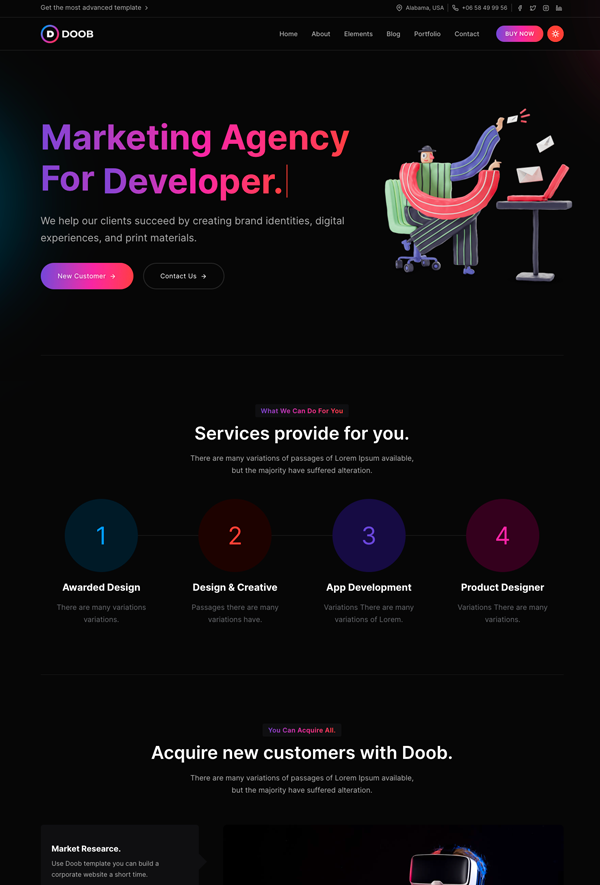 Get the most advanced template
Alabama, USA
+06 58 49 99 56
D DOOB
Home About Elements Blog Portfolio Contact
BUY NOW
Marketing Agency
For Developer.
We help our clients succeed by creating brand identities, digital
experiences, and print materials.
New Customer
Contact Us
What We Can Do For You
Services provide for you.
There are many variations of passages of Lorem Ipsum available,
but the majority have suffered alteration.
1 2 3 4
Awarded Design
There are many variations
variations.
Design & Creative
Passages there are many
variations have.
App Development
Variations There are many
variations of Lorem.
Product Designer
Variations There are many
variations.
You Can Acquire All.
Acquire new customers with Doob.
There are many variations of passages of Lorem Ipsum available,
but the majority have suffered alteration.
Market Researce.
Use Doob template you can build a
corporate website a short time.